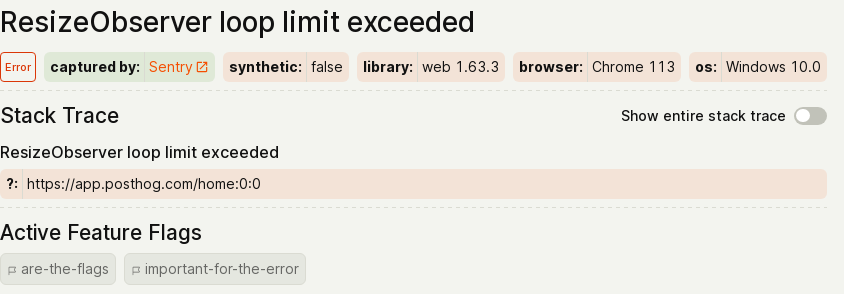 ResizeObserver loop limit exceeded
Error captured by: Sentry synthetic: false library: web 1.63.3 browser: Chrome 113 os: Windows 10.0
Stack Trace Show entire stack trace
ResizeObserver loop limit exceeded
?: https://app.posthog.com/home:0:0
Active Feature Flags
are-the-flags important-for-the-error